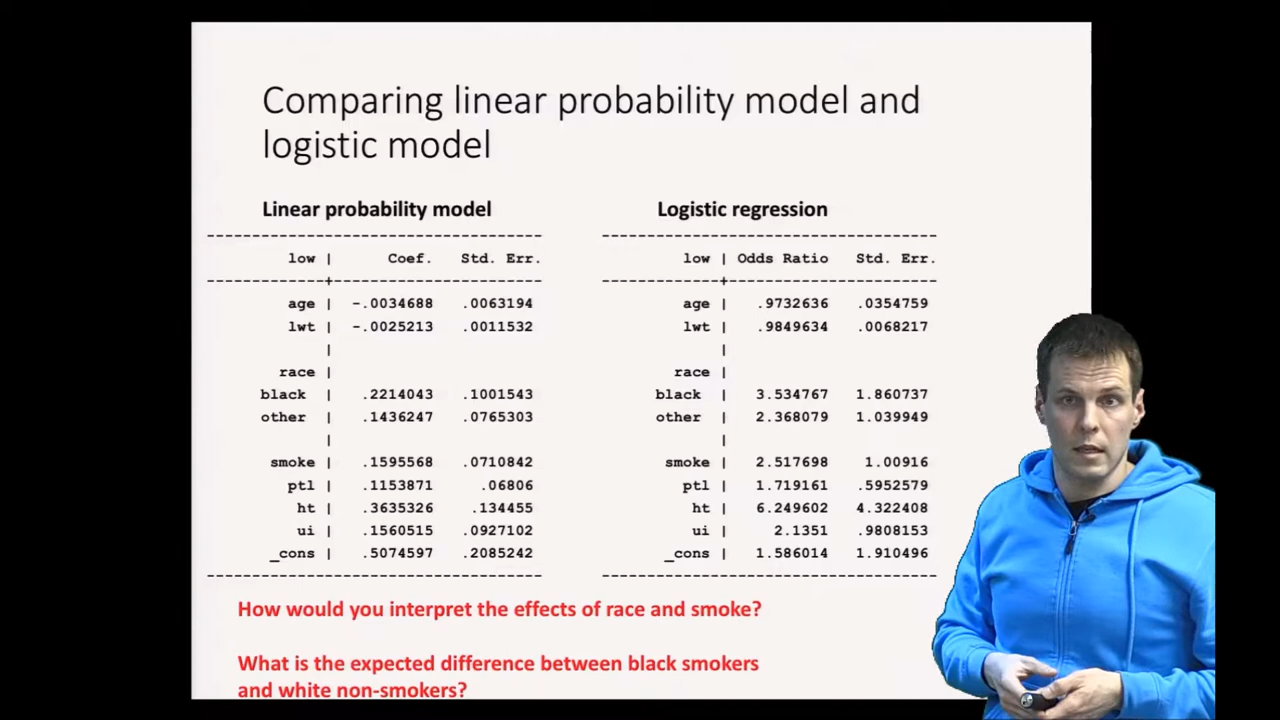 Comparing linear probability model and
logistic model
Linear probability model
----------------------------------
low | Coef. Std. Err.
-------------+--------------------
age | -.0034688 .0063194
lwt | -.0025213 .0011532
|
race |
black | .2214043 .1001543
other | .1436247 .0765303
|
smoke | .1595568 .0710842
ptl | .1153871 .06806
ht | .3635326 .134455
ui | .1560515 .0927102
_cons | .5074597 .2085242
----------------------------------
Logistic regression
----------------------------------
low | Odds Ratio Std. Err.
-------------+--------------------
age | .9732636 .0354759
lwt | .9849634 .0068217
|
race |
black | 3.534767 1.860737
other | 2.368079 1.039949
|
smoke | 2.517698 1.00916
ptl | 1.719161 .5952579
ht | 6.249602 4.322408
ui | 2.1351 .9808153
_cons | 1.586014 1.910496
----------------------------------
How would you interpret the effects of race and smoke?
What is the expected difference between black smokers
and white non-smokers?